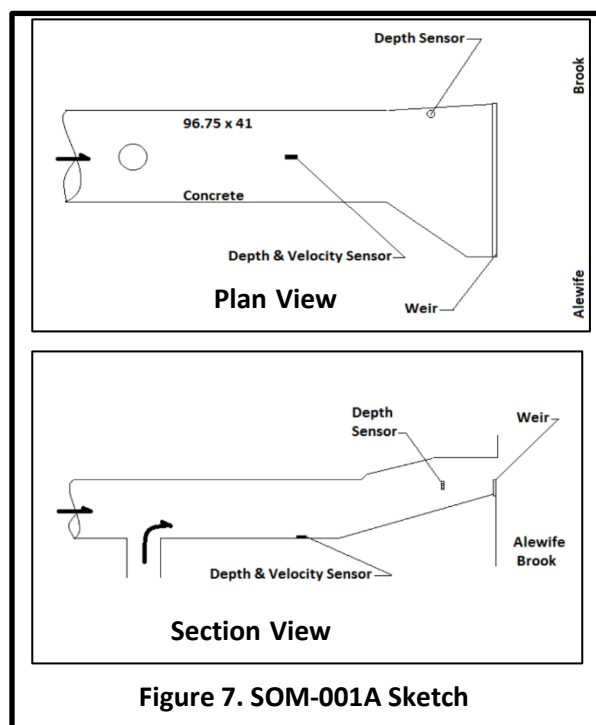 Depth Sensor
Brook
96.75 x 41
Concrete
Depth & Velocity Sensor
Plan View
Weir
Alewife
Depth
Sensor
Weir
Alewife
Brook
Depth & Velocity Sensor
Section View
Figure 7. SOM-001A Sketch